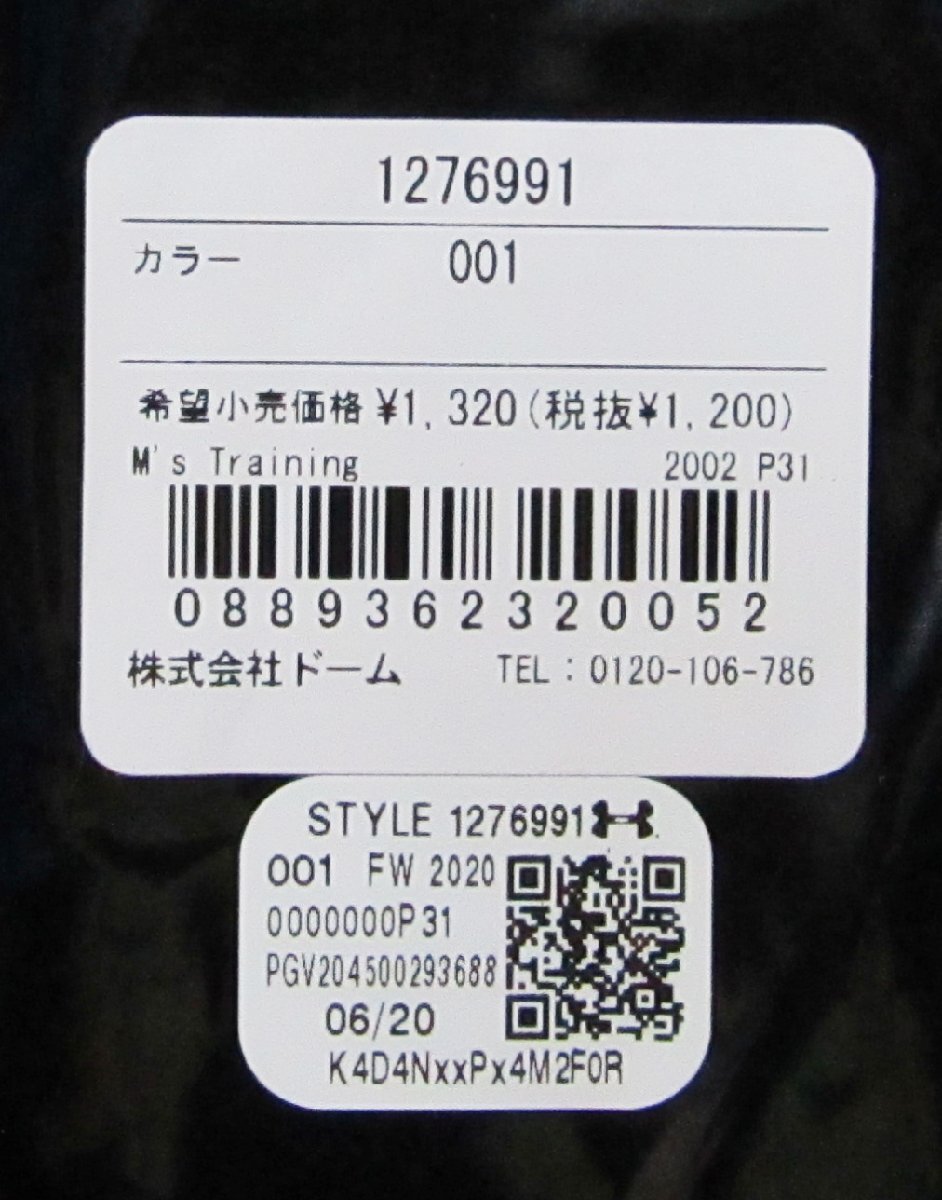 1276991
カラー 001
希望小売価格 ¥1,320(税抜¥1,200)
M's Training 2002 P31
0889362320052
株式会社ドーム TEL:0120-106-786
STYLE 1276991
001 FW 2020
0000000P31
PGV204500293688
06/20
K4D4NxxPx4M2F0R